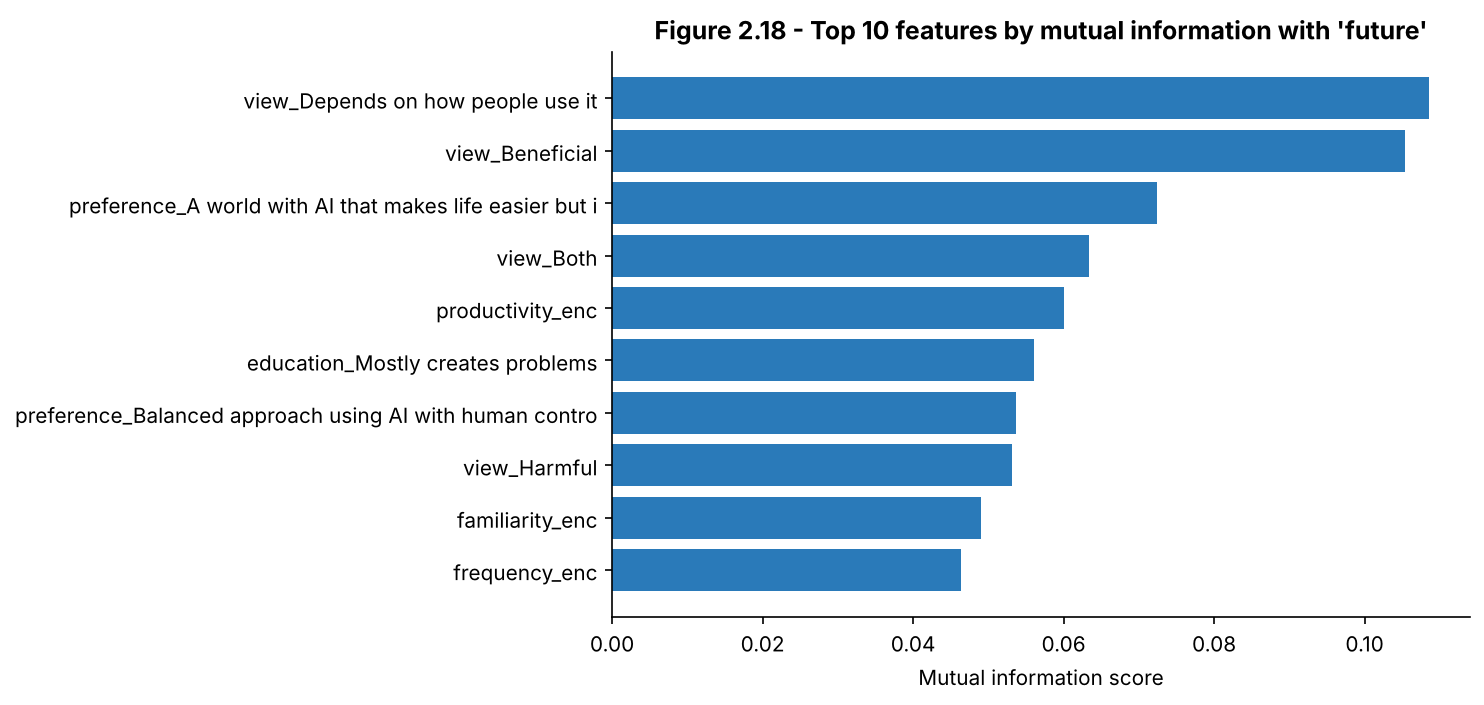 Figure 2.18 - Top 10 features by mutual information with 'future'
view_Depends on how people use it
view_Beneficial
preference_A world with AI that makes life easier but i
view_Both
productivity_enc
education_Mostly creates problems
preference_Balanced approach using AI with human contro
view_Harmful
familiarity_enc
frequency_enc
0.00 0.02 0.04 0.06 0.08 0.10
Mutual information score